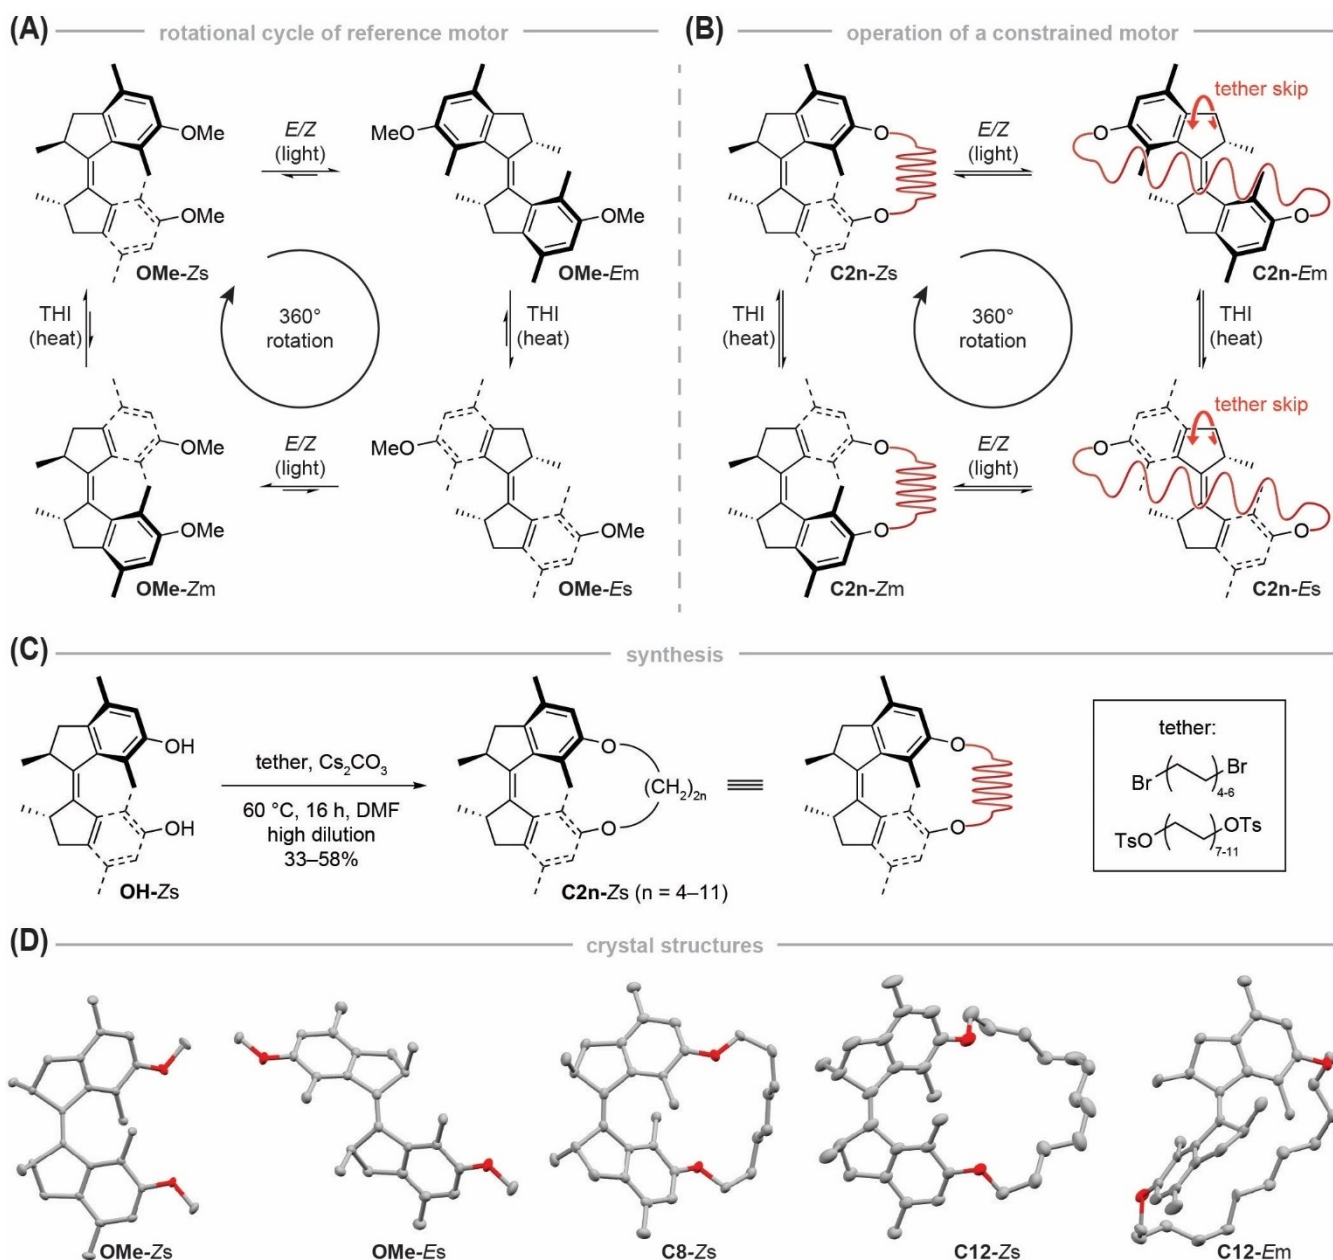 (A) rotational cycle of reference motor
OMe
E/Z
(light)
MeO
OMe
OMe
OMe-Zs
OMe-Em
THI
(heat)
360°
rotation
THI
(heat)
OMe
E/Z
(light)
MeO
OMe
OMe
OMe-Zm
OMe-Es
(B) operation of a constrained motor
tether skip
O
E/Z
(light)
O
O
O
C2n-Zs
C2n-Em
THI
(heat)
360°
rotation
THI
(heat)
tether skip
O
E/Z
(light)
O
O
O
C2n-Zm
C2n-Es
(C) synthesis
OH
OH
OH-Zs
tether, Cs₂CO₃
60 °C, 16 h, DMF
high dilution
33–58%
O
(CH₂)₂ₙ
O
C2n-Zs (n = 4–11)
O
O
tether:
Br Br
4-6
TsO OTs
7-11
(D) crystal structures
OMe-Zs OMe-Es C8-Zs C12-Zs C12-Em